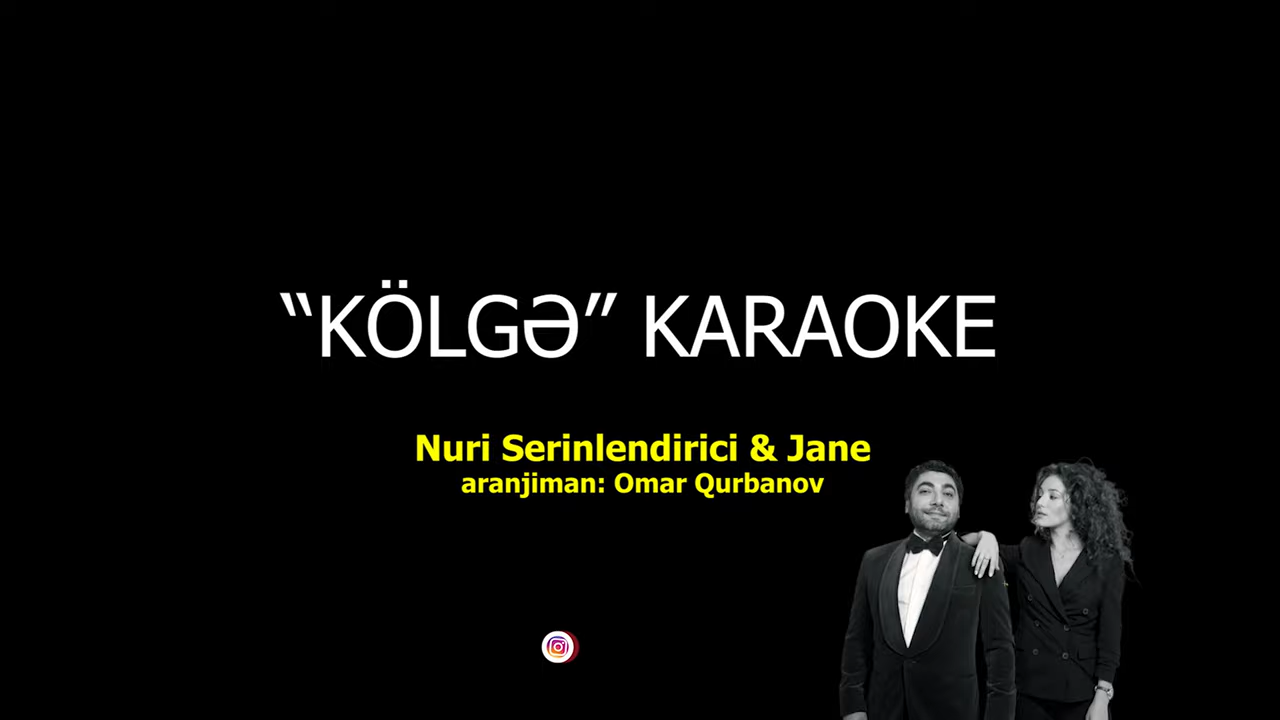 “KÖLGƏ” KARAOKE
Nuri Serinlendirici & Jane
aranjiman: Omar Qurbanov